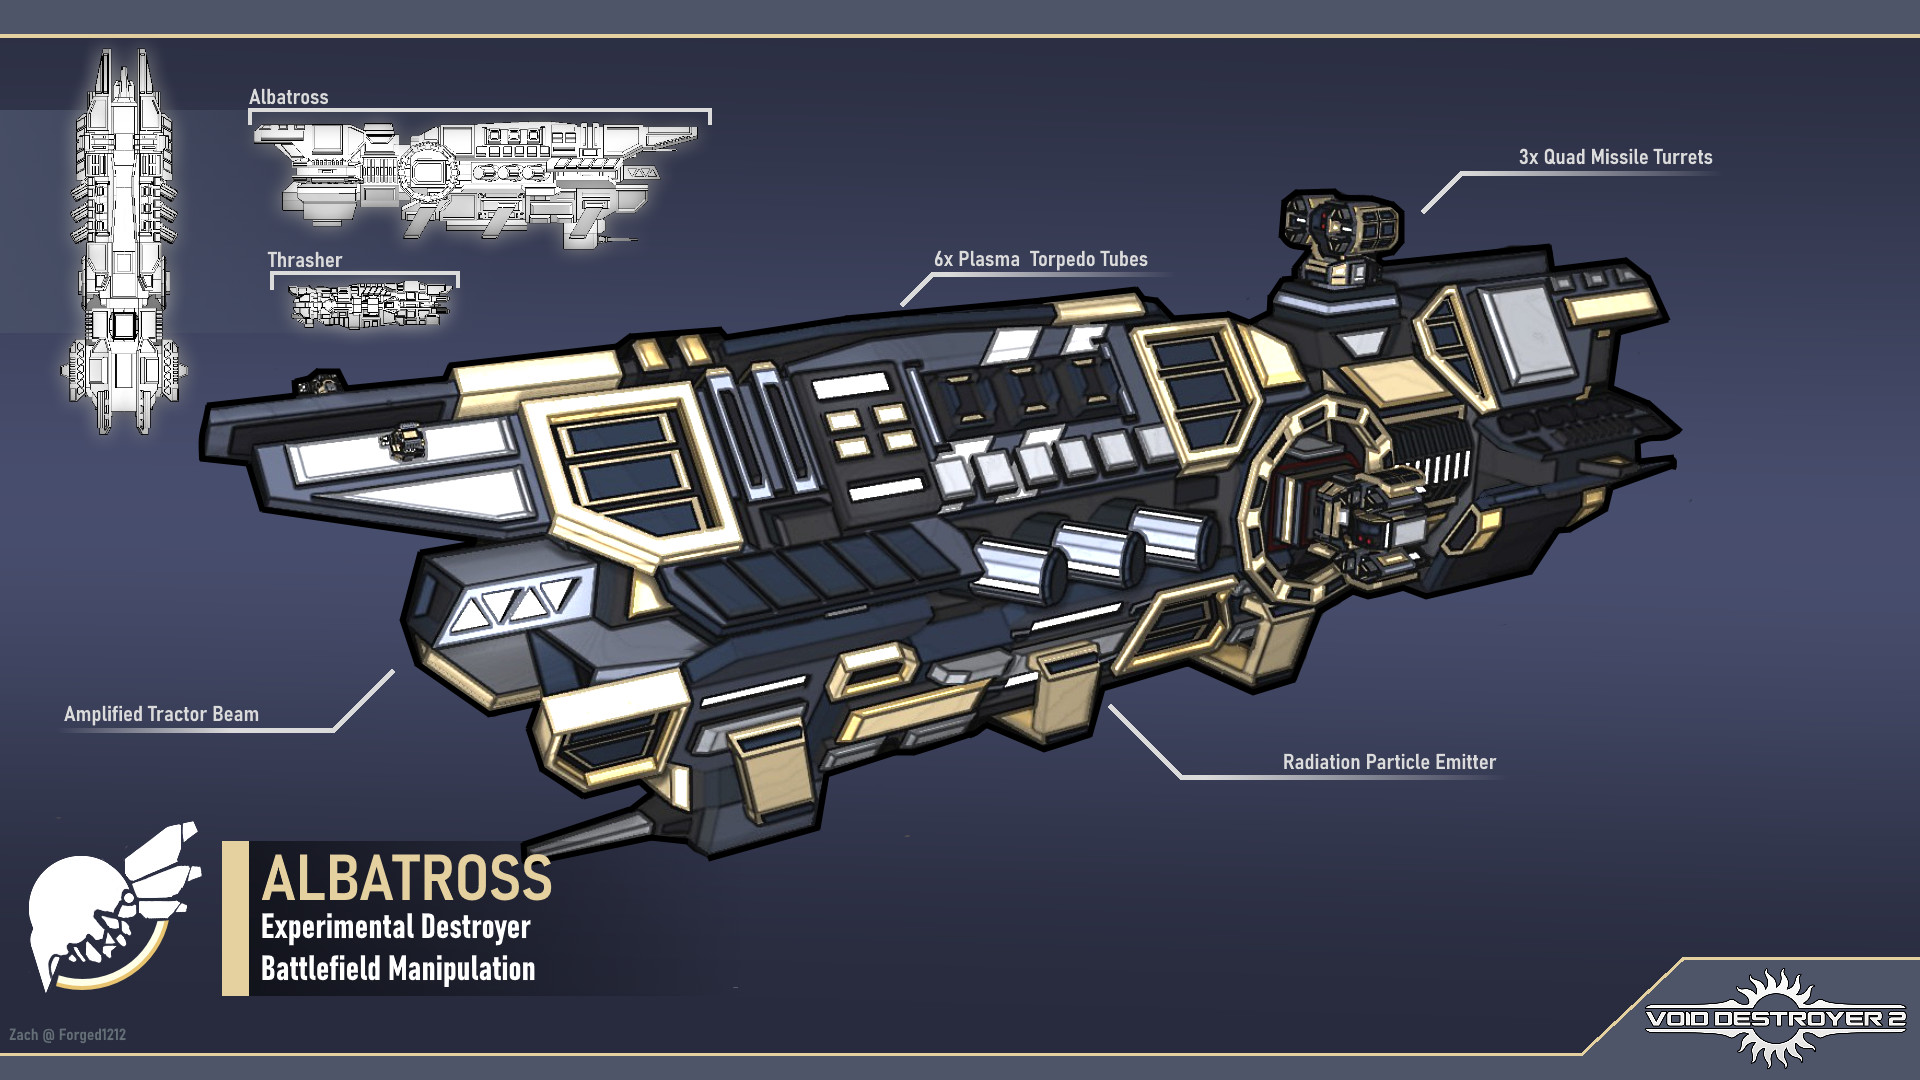 Albatross
3x Quad Missile Turrets
Thrasher
6x Plasma  Torpedo Tubes
Amplified Tractor Beam
Radiation Particle Emitter
ALBATROSS
Experimental Destroyer
Battlefield Manipulation
Zach @ Forged1212
VOID DESTROYER 2